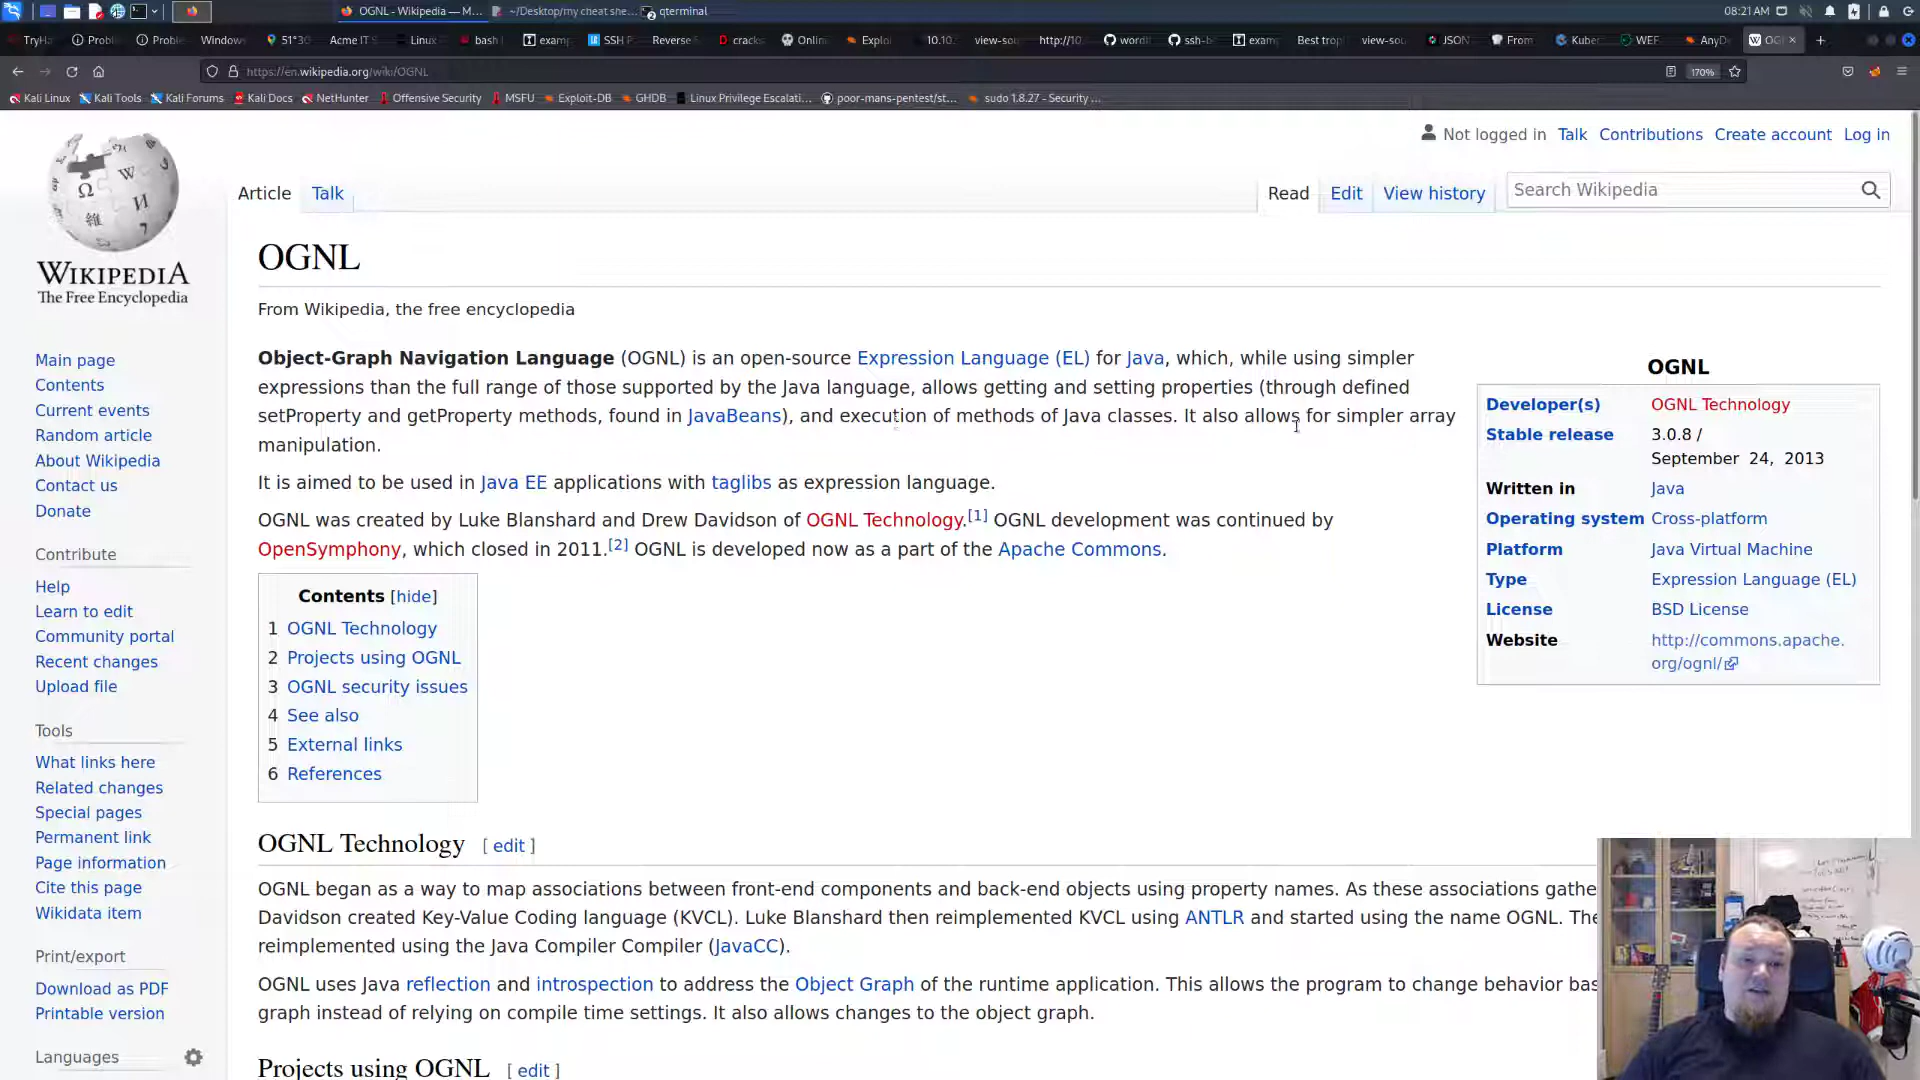 OGNL - Wikipedia — M...
~/Desktop/my cheat she...
qterminal
08:21 AM
TryHa
Probl
Proble
Window
51°3(
Acme IT S
Linux
bash
examp
SSH P
Reverse
cracks
Onlin
Explo
10.10.
view-sou
http://10
wordl
ssh-b
exam
Best trop
view-sou
JSON
From
Kuber
WEF
AnyD
OG
https://en.wikipedia.org/wiki/OGNL
170%
Kali Linux
Kali Tools
Kali Forums
Kali Docs
NetHunter
Offensive Security
MSFU
Exploit-DB
GHDB
Linux Privilege Escalati...
poor-mans-pentest/st...
sudo 1.8.27 - Security ...
Not logged in Talk Contributions Create account Log in
Article Talk
Read Edit View history
Search Wikipedia
WIKIPEDIA
The Free Encyclopedia
Main page
Contents
Current events
Random article
About Wikipedia
Contact us
Donate
Contribute
Help
Learn to edit
Community portal
Recent changes
Upload file
Tools
What links here
Related changes
Special pages
Permanent link
Page information
Cite this page
Wikidata item
Print/export
Download as PDF
Printable version
Languages
OGNL
From Wikipedia, the free encyclopedia
Object-Graph Navigation Language (OGNL) is an open-source Expression Language (EL) for Java, which, while using simpler
expressions than the full range of those supported by the Java language, allows getting and setting properties (through defined
setProperty and getProperty methods, found in JavaBeans), and execution of methods of Java classes. It also allows for simpler array
manipulation.
It is aimed to be used in Java EE applications with taglibs as expression language.
OGNL was created by Luke Blanshard and Drew Davidson of OGNL Technology.[1] OGNL development was continued by
OpenSymphony, which closed in 2011.[2] OGNL is developed now as a part of the Apache Commons.
OGNL
Developer(s) OGNL Technology
Stable release 3.0.8 /
September 24, 2013
Written in Java
Operating system Cross-platform
Platform Java Virtual Machine
Type Expression Language (EL)
License BSD License
Website http://commons.apache.
org/ognl/
Contents [hide]
1 OGNL Technology
2 Projects using OGNL
3 OGNL security issues
4 See also
5 External links
6 References
OGNL Technology [ edit ]
OGNL began as a way to map associations between front-end components and back-end objects using property names. As these associations gathe
Davidson created Key-Value Coding language (KVCL). Luke Blanshard then reimplemented KVCL using ANTLR and started using the name OGNL. The
reimplemented using the Java Compiler Compiler (JavaCC).
OGNL uses Java reflection and introspection to address the Object Graph of the runtime application. This allows the program to change behavior bas
graph instead of relying on compile time settings. It also allows changes to the object graph.
Projects using OGNL [ edit ]